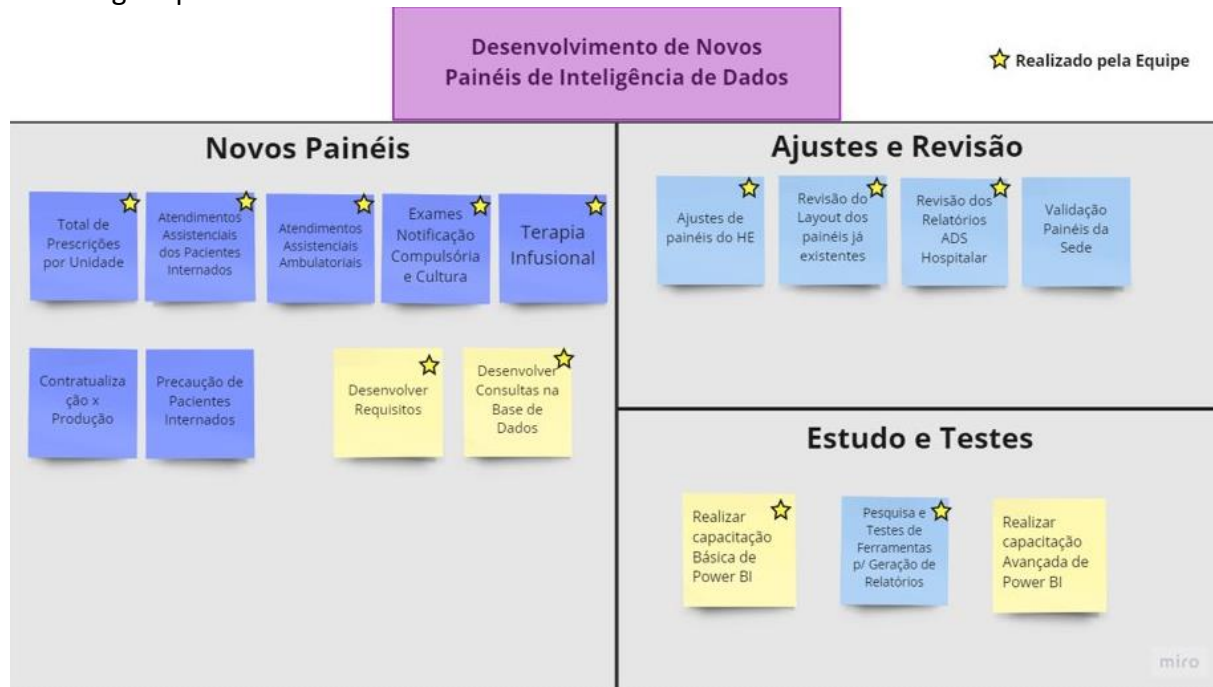 Desenvolvimento de Novos
Painéis de Inteligência de Dados
Realizado pela Equipe
Novos Painéis
Total de
Prescrições
por Unidade
Atendimentos
Assistenciais
dos Pacientes
Internados
Atendimentos
Assistenciais
Ambulatoriais
Exames
Notificação
Compulsória
e Cultura
Terapia
Infusional
Contratualiza
ção x
Produção
Precaução de
Pacientes
Internados
Desenvolver
Requisitos
Desenvolver
Consultas na
Base de
Dados
Ajustes e Revisão
Ajustes de
painéis do HE
Revisão do
Layout dos
painéis já
existentes
Revisão dos
Relatórios
ADS
Hospitalar
Validação
Painéis da
Sede
Estudo e Testes
Realizar
capacitação
Básica de
Power BI
Pesquisa e
Testes de
Ferramentas
p/ Geração de
Relatórios
Realizar
capacitação
Avançada de
Power BI
miro